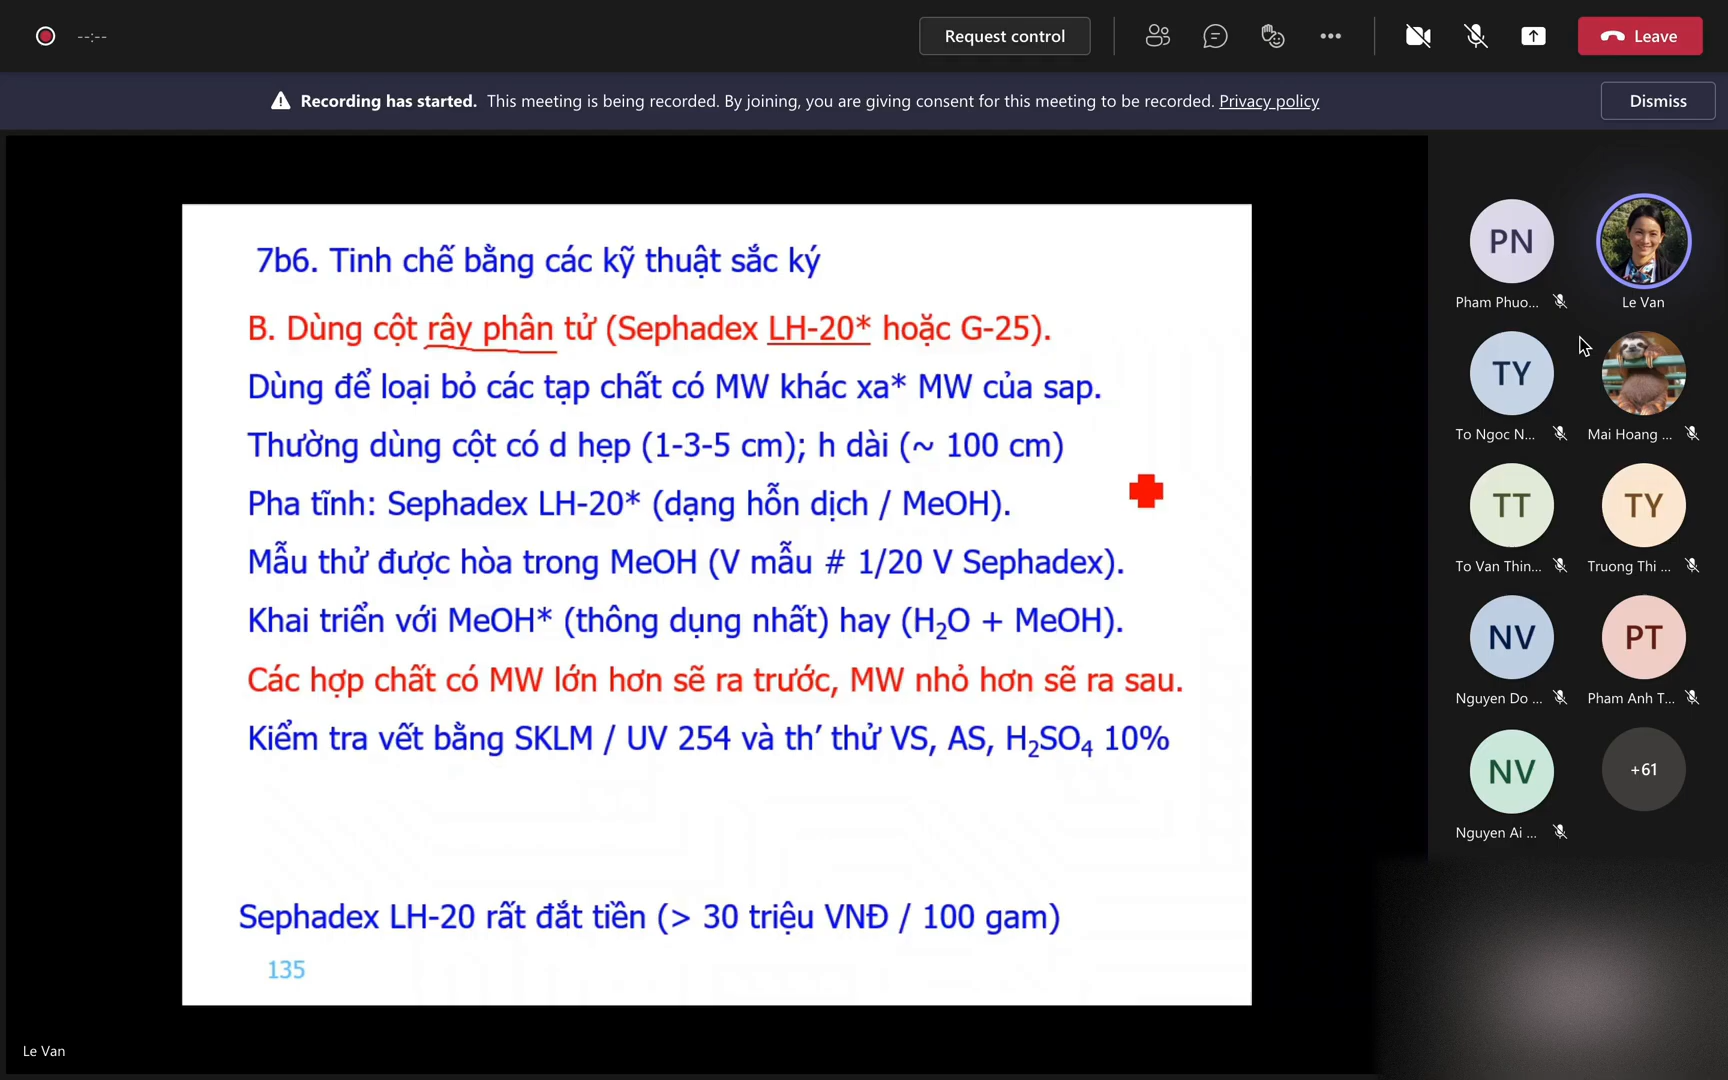 --:--
Request control
Leave
Recording has started. This meeting is being recorded. By joining, you are giving consent for this meeting to be recorded. Privacy policy
Dismiss
7b6. Tinh chế bằng các kỹ thuật sắc ký
B. Dùng cột rây phân tử (Sephadex LH-20* hoặc G-25).
Dùng để loại bỏ các tạp chất có MW khác xa* MW của sap.
Thường dùng cột có d hẹp (1-3-5 cm); h dài (~ 100 cm)
Pha tĩnh: Sephadex LH-20* (dạng hỗn dịch / MeOH).
Mẫu thử được hòa trong MeOH (V mẫu # 1/20 V Sephadex).
Khai triển với MeOH* (thông dụng nhất) hay (H₂O + MeOH).
Các hợp chất có MW lớn hơn sẽ ra trước, MW nhỏ hơn sẽ ra sau.
Kiểm tra vết bằng SKLM / UV 254 và th’ thử VS, AS, H₂SO₄ 10%
Sephadex LH-20 rất đắt tiền (> 30 triệu VNĐ / 100 gam)
135
Le Van
PN
Pham Phuo...
Le Van
TY
To Ngoc N...
Mai Hoang ...
TT
To Van Thin...
TY
Truong Thi ...
NV
Nguyen Do ...
PT
Pham Anh T...
NV
Nguyen Ai ...
+61